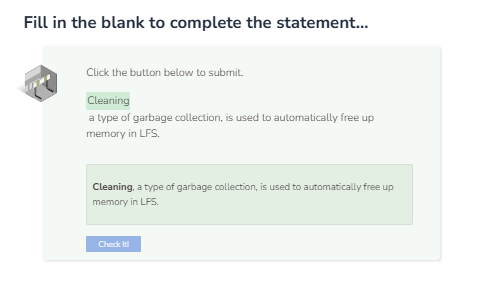 Fill in the blank to complete the statement...
Click the button below to submit.
Cleaning
a type of garbage collection, is used to automatically free up
memory in LFS.
Cleaning, a type of garbage collection, is used to automatically free up
memory in LFS.
Check It!